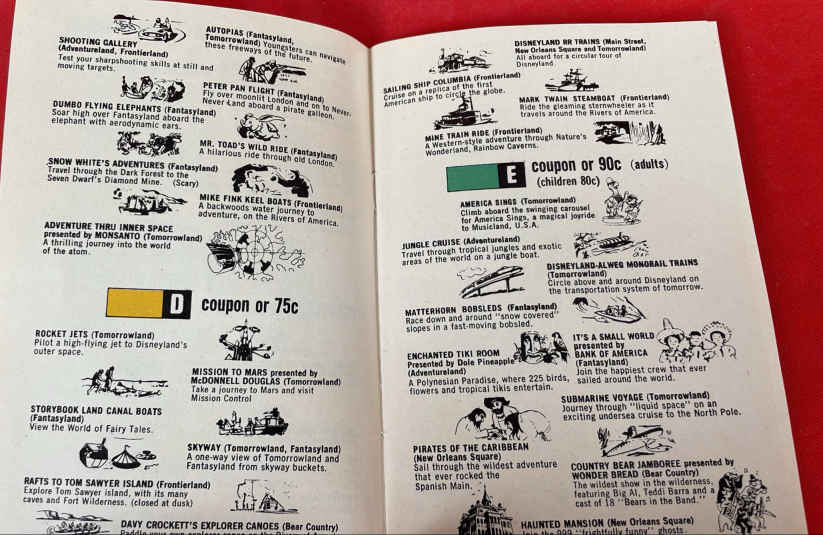 SHOOTING GALLERY
(Adventureland, Frontierland)
Test your sharpshooting skills at still and
moving targets.
AUTOPIAS (Fantasyland,
Tomorrowland) Youngsters can navigate
these freeways of the future.
PETER PAN FLIGHT (Fantasyland)
Fly over moonlit London and on to Never-
Never Land aboard a pirate galleon.
DUMBO FLYING ELEPHANTS (Fantasyland)
Soar high over Fantasyland aboard the
elephant with aerodynamic ears.
MR. TOAD'S WILD RIDE (Fantasyland)
A hilarious ride through old London.
SNOW WHITE'S ADVENTURES (Fantasyland)
Travel through the Dark Forest to the
Seven Dwarf's Diamond Mine. (Scary)
MIKE FINK KEEL BOATS (Frontierland)
A backwoods water journey to
adventure, on the Rivers of America.
ADVENTURE THRU INNER SPACE
presented by MONSANTO (Tomorrowland)
A thrilling journey into the world
of the atom.
D coupon or 75c
ROCKET JETS (Tomorrowland)
Pilot a high-flying jet to Disneyland's
outer space.
MISSION TO MARS presented by
McDONNELL DOUGLAS (Tomorrowland)
Take a journey to Mars and visit
Mission Control
STORYBOOK LAND CANAL BOATS
(Fantasyland)
View the World of Fairy Tales.
SKYWAY (Tomorrowland, Fantasyland)
A one-way view of Tomorrowland and
Fantasyland from skyway buckets.
RAFTS TO TOM SAWYER ISLAND (Frontierland)
Explore Tom Sawyer island, with its many
caves and Fort Wilderness. (closed at dusk)
DAVY CROCKETT'S EXPLORER CANOES (Bear Country)
DISNEYLAND RR TRAINS (Main Street,
New Orleans Square and Tomorrowland)
All aboard for a circular tour of
Disneyland
SAILING SHIP COLUMBIA (Frontierland)
Cruise on a replica of the first
American ship to circle the globe.
MARK TWAIN STEAMBOAT (Frontierland)
Ride the gleaming sternwheeler as it
travels around the Rivers of America.
MINE TRAIN RIDE (Frontierland)
A Western-style adventure through Nature's
Wonderland, Rainbow Caverns.
E coupon or 90c (adults)
(children 80c)
AMERICA SINGS (Tomorrowland)
Climb aboard the swinging carousel
for America Sings, a magical joyride
to Musicland, U.S.A.
JUNGLE CRUISE (Adventureland)
Travel through tropical jungles and exotic
areas of the world on a jungle boat.
DISNEYLAND-ALWEG MONORAIL TRAINS
(Tomorrowland)
Circle above and around Disneyland on
the transportation system of tomorrow.
MATTERHORN BOBSLEDS (Fantasyland)
Race down and around "snow covered"
slopes in a fast-moving bobsled.
IT'S A SMALL WORLD
presented by
BANK OF AMERICA
(Fantasyland)
Join the happiest crew that ever
sailed around the world.
ENCHANTED TIKI ROOM
Presented by Dole Pineapple
(Adventureland)
A Polynesian Paradise, where 225 birds,
flowers and tropical tikis entertain.
SUBMARINE VOYAGE (Tomorrowland)
Journey through "liquid space" on an
exciting undersea cruise to the North Pole.
PIRATES OF THE CARIBBEAN
(New Orleans Square)
Sail through the wildest adventure
that ever rocked the
Spanish Main.
COUNTRY BEAR JAMBOREE presented by
WONDER BREAD (Bear Country)
The wildest show in the wilderness,
featuring Big Al, Teddi Barra and a
cast of 18 "Bears in the Band."
HAUNTED MANSION (New Orleans Square)
Join the 999 "frightfully funny" ghosts